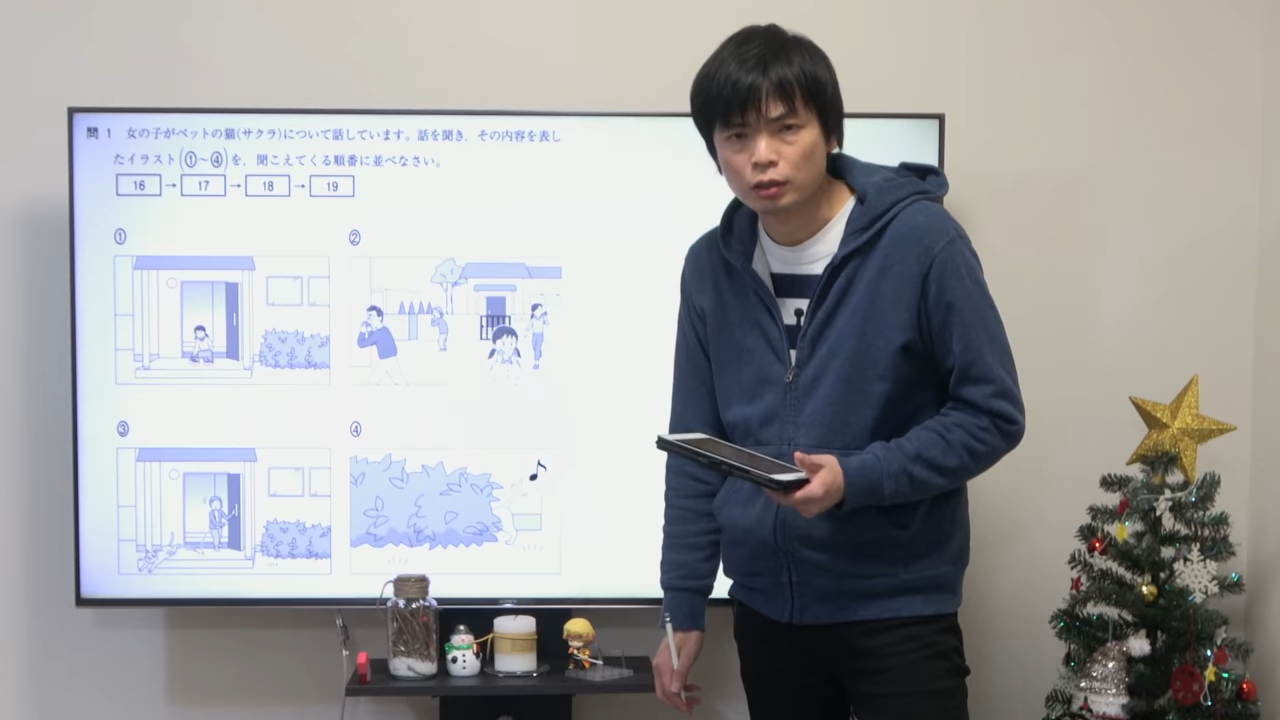 問 1 女の子がペットの猫(サクラ)について話しています。話を聞き，その内容を表し
たイラスト(①～④)を，聞こえてくる順番に並べなさい。
16 → 17 → 18 → 19
① ②
③ ④